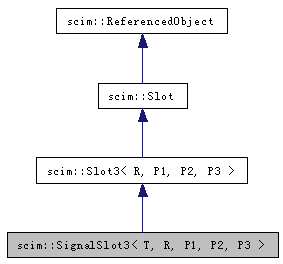 scim::ReferencedObject
scim::Slot
scim::Slot3< R, P1, P2, P3 >
scim::SignalSlot3< T, R, P1, P2, P3 >